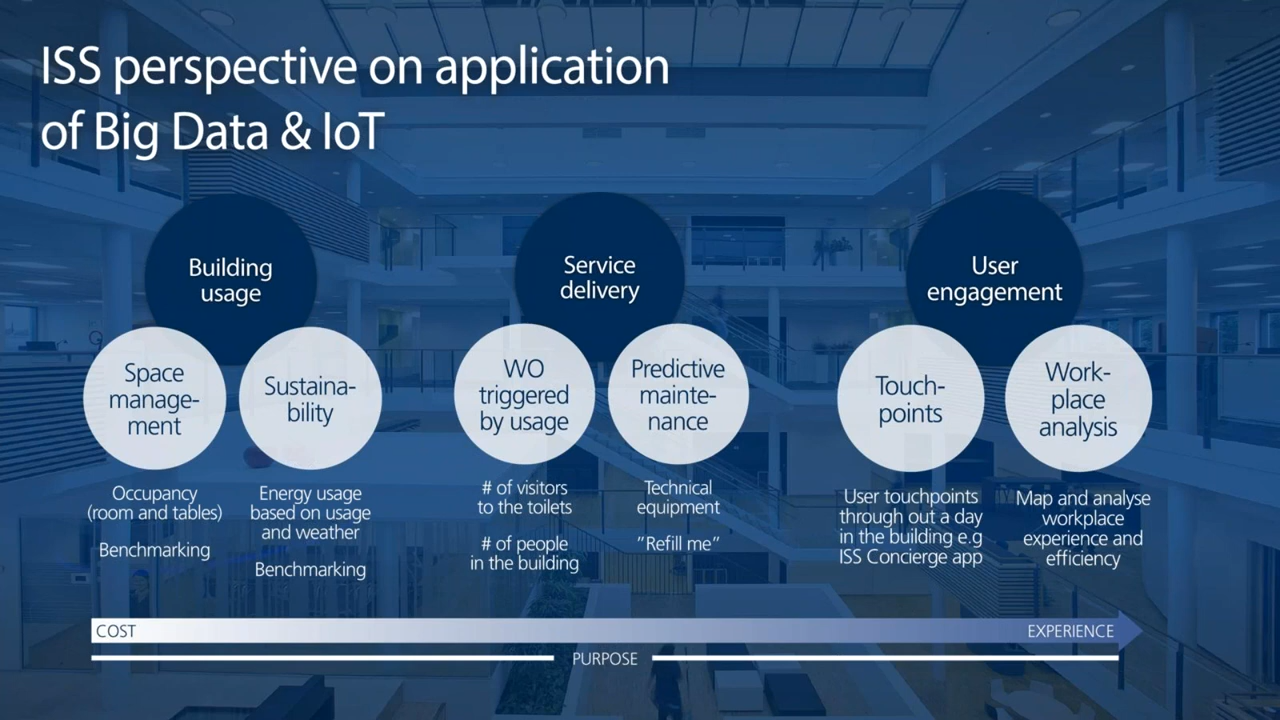 ISS perspective on application
of Big Data & IoT
Building
usage
Space
manage-
ment
Sustaina-
bility
Occupancy
(room and tables)
Benchmarking
Energy usage
based on usage
and weather
Benchmarking
Service
delivery
WO
triggered
by usage
Predictive
mainte-
nance
# of visitors
to the toilets
# of people
in the building
Technical
equipment
"Refill me"
User
engagement
Touch-
points
Work-
place
analysis
User touchpoints
through out a day
in the building e.g
ISS Concierge app
Map and analyse
workplace
experience and
efficiency
COST
EXPERIENCE
PURPOSE